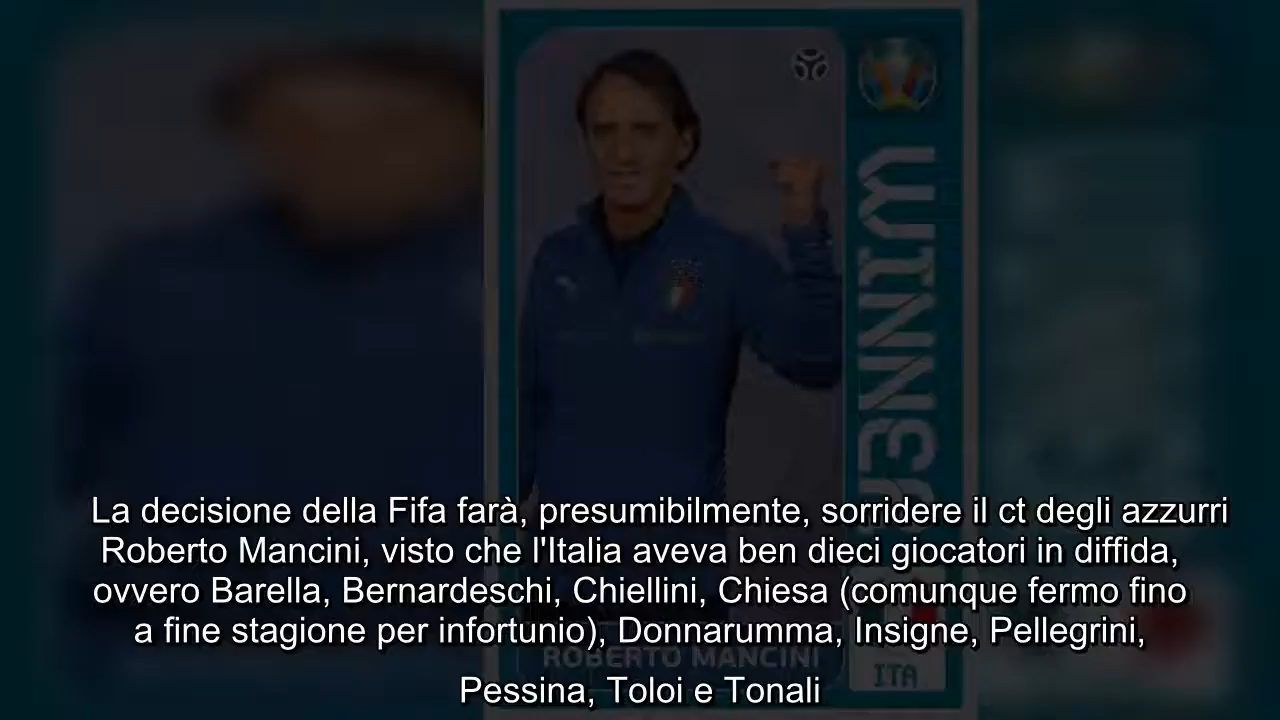 WINNER
La decisione della Fifa farà, presumibilmente, sorridere il ct degli azzurri
Roberto Mancini, visto che l'Italia aveva ben dieci giocatori in diffida,
ovvero Barella, Bernardeschi, Chiellini, Chiesa (comunque fermo fino
a fine stagione per infortunio), Donnarumma, Insigne, Pellegrini,
ROBERTO MANCINI
ITA
Pessina, Toloi e Tonali